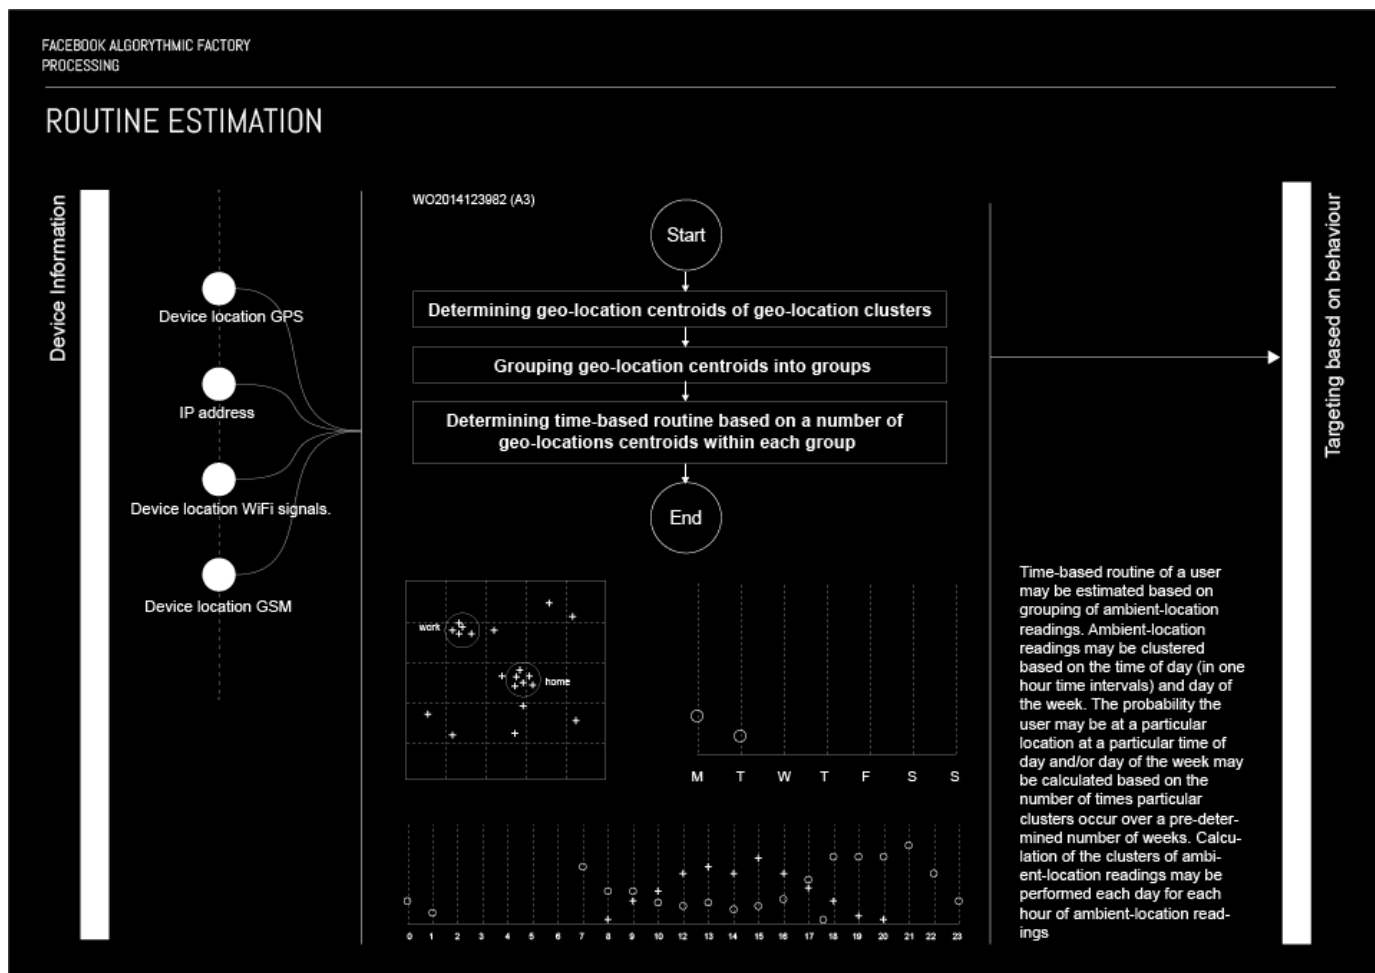 FACEBOOK ALGORYTHMIC FACTORY
PROCESSING
ROUTINE ESTIMATION
Device Information
Device location GPS
IP address
Device location WiFi signals.
Device location GSM
WO2014123982 (A3)
Start
Determining geo-location centroids of geo-location clusters
Grouping geo-location centroids into groups
Determining time-based routine based on a number of
geo-locations centroids within each group
End
work
home
M T W T F S S
0 1 2 3 4 5 6 7 8 9 10 12 13 14 15 16 17 18 19 20 21 22 23
Time-based routine of a user
may be estimated based on
grouping of ambient-location
readings. Ambient-location
readings may be clustered
based on the time of day (in one
hour time intervals) and day of
the week. The probability the
user may be at a particular
location at a particular time of
day and/or day of the week may
be calculated based on the
number of times particular
clusters occur over a pre-deter-
mined number of weeks. Calcu-
lation of the clusters of ambi-
ent-location readings may be
performed each day for each
hour of ambient-location read-
ings
Targeting based on behaviour